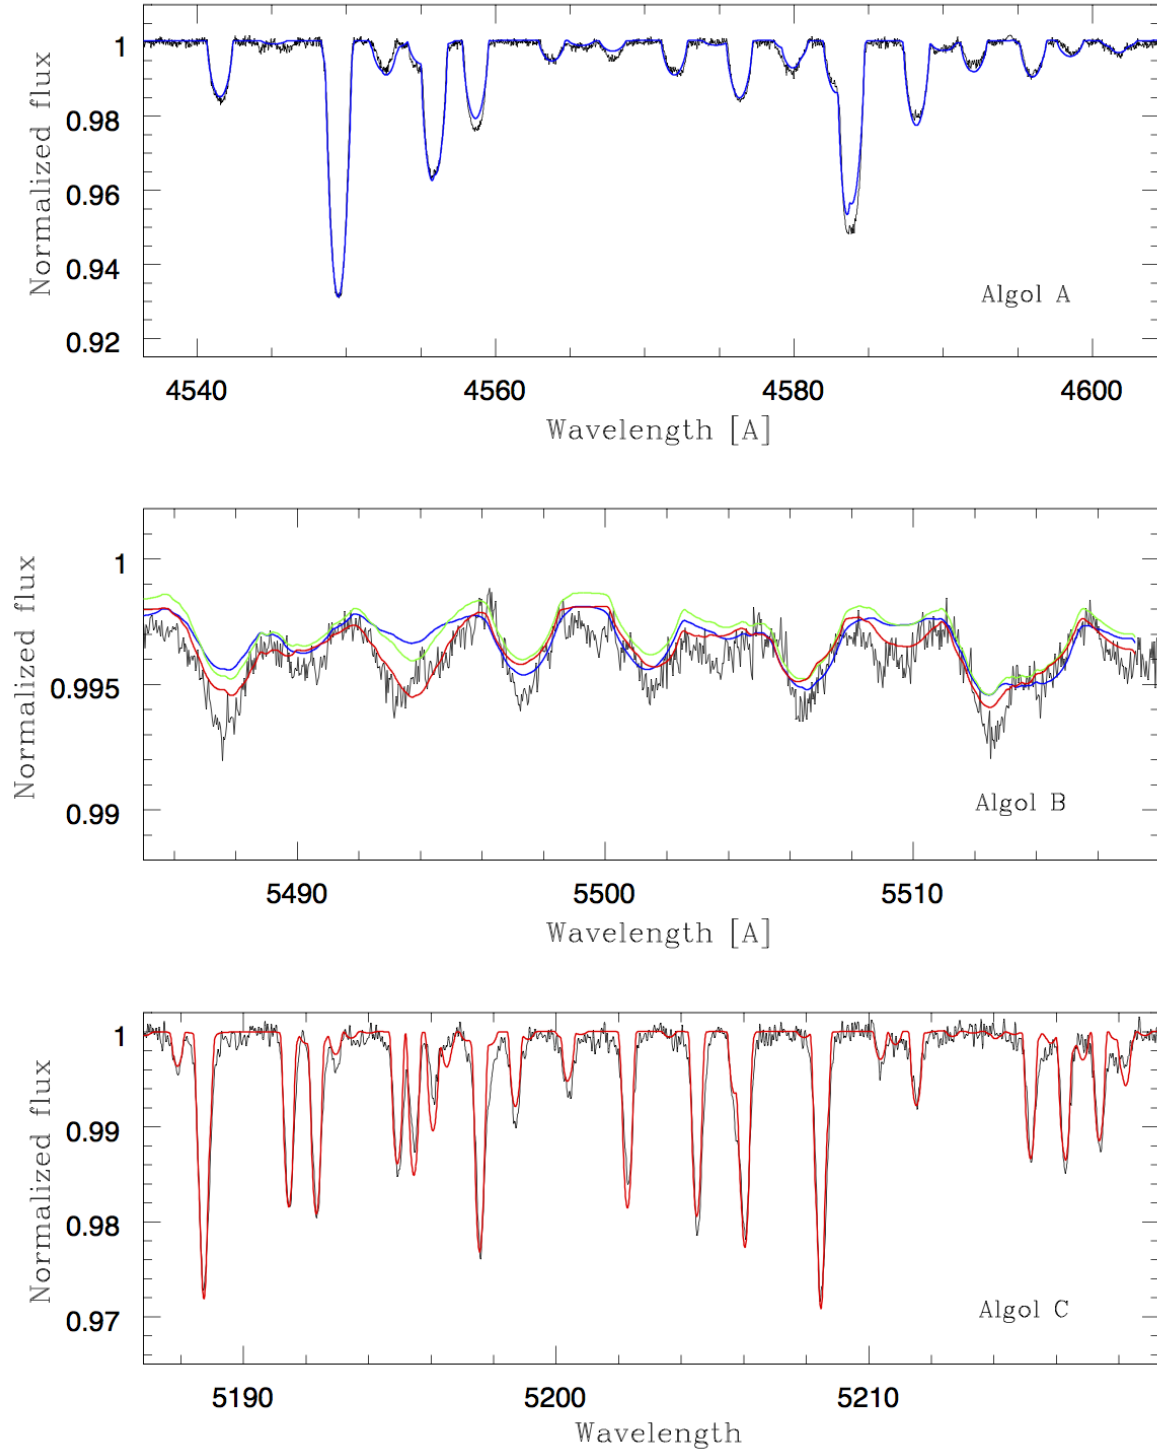 Normalized flux
1
0.98
0.96
0.94
0.92
Algol A
4540 4560 4580 4600
Wavelength [A]
Normalized flux
1
0.995
0.99
Algol B
5490 5500 5510
Wavelength [A]
Normalized flux
1
0.99
0.98
0.97
Algol C
5190 5200 5210
Wavelength